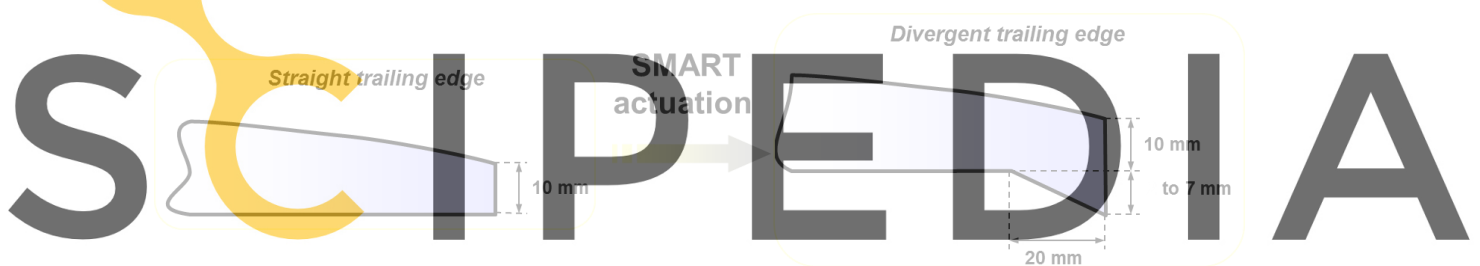 SCIPEDIA
Straight trailing edge
10 mm
SMART
actuation
Divergent trailing edge
10 mm
to 7 mm
20 mm